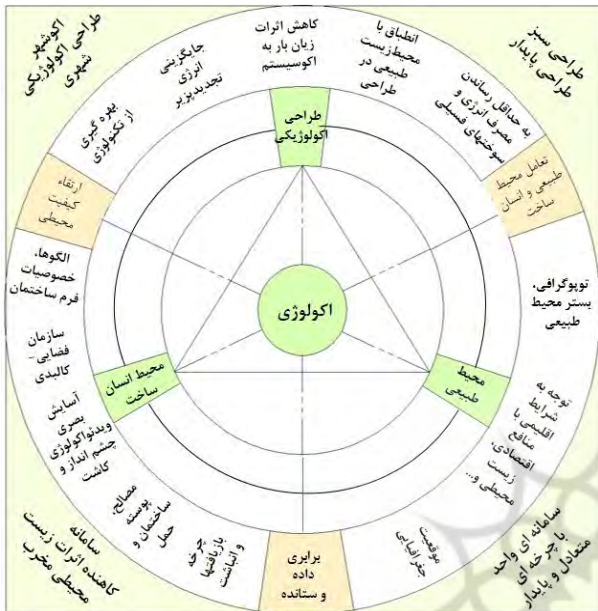 اکوشهر
طراحی اکولوژیکی
شهری
طراحی سبز
طراحی پایدار
بهره گیری
از تکنولوژی
جایگزینی
انرژی
تجدیدپزیر
کاهش اثرات
زیان بار به
اکوسیستم
انطباق با
محیط‌زیست
طبیعی در
طراحی
به حداقل رساندن
مصرف انرژی و
سوختهای فسیلی
طراحی
اکولوژیکی
ارتقاء
کیفیت
محیطی
تعامل محیط
طبیعی و انسان
ساخت
الگوها،
خصوصیات
فرم ساختمان
توپوگرافی،
بستر محیط
طبیعی
اکولوژی
سازمان
فضایی-
کالبدی
محیط انسان
ساخت
محیط
طبیعی
توجه به
شرایط
اقلیمی با
منافع
اقتصادی،
زیست
محیطی و...
آسایش
بصری
ویدئواکولوژی
چشم انداز و
کاشت
مصالح،
پوسته
ساختمان و
حمل
چرخه
بازیافتها
و انباشت
برابری
داده
و ستانده
موقعیت
جغرافیایی
سامانه
کاهنده اثرات زیست
محیطی مخرب
سامانه ای واحد
با چرخه ای
متعادل و پایدار